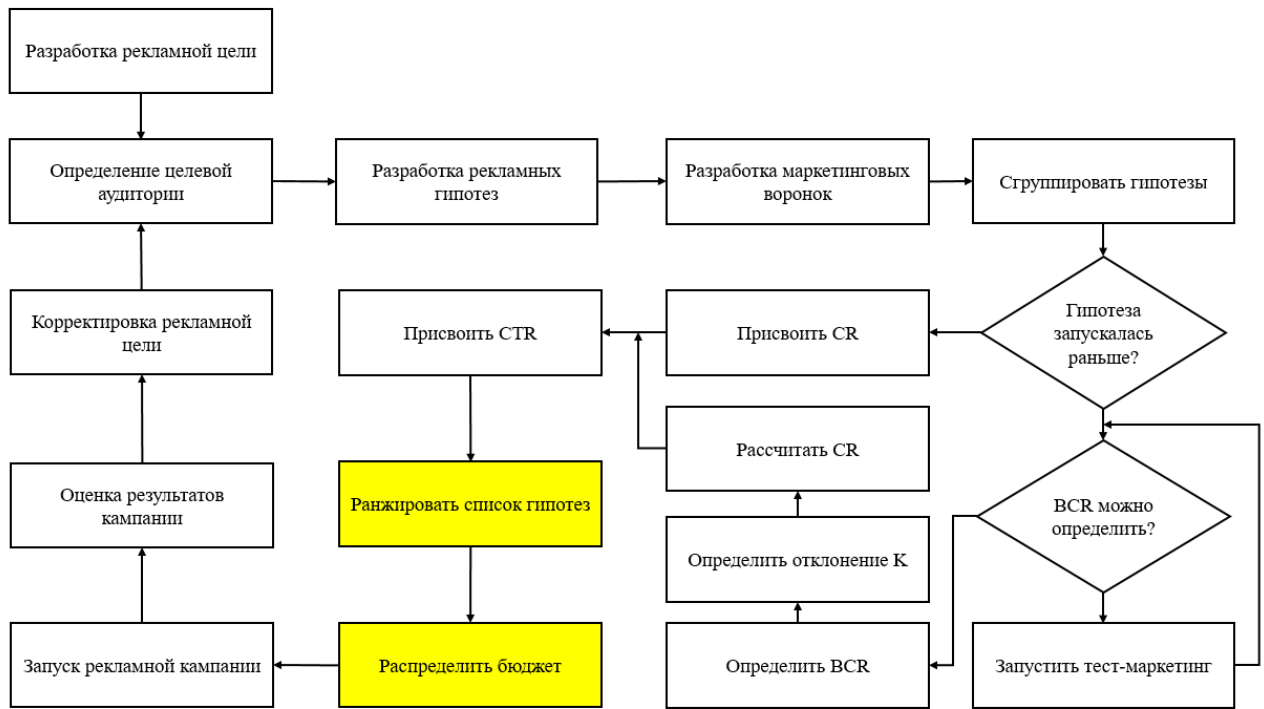 Разработка рекламной цели
Определение целевой
аудитории
Разработка рекламных
гипотез
Разработка маркетинговых
воронок
Сгруппировать гипотезы
Корректировка рекламной
цели
Присвоить CTR
Присвоить CR
Гипотеза
запускалась
раньше?
Рассчитать CR
Оценка результатов
кампании
Ранжировать список гипотез
BCR можно
определить?
Определить отклонение K
Запуск рекламной кампании
Распределить бюджет
Определить BCR
Запустить тест-маркетинг